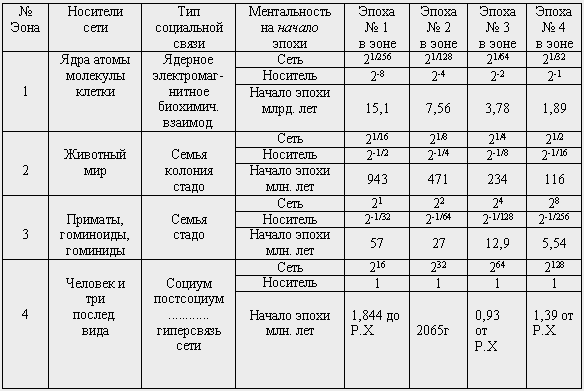 № Эона | Носители сети | Тип социальной связи | Ментальность на начало эпохи | Эпоха № 1 в эоне | Эпоха № 2 в эоне | Эпоха № 3 в эоне | Эпоха № 4 в эоне
1 | Ядра атомы молекулы клетки | Ядерное электромаг- нитное биохимич. взаимод. | Сеть | 2^1/256 | 2^1/128 | 2^1/64 | 2^1/32
Носитель | 2^-8 | 2^-4 | 2^-2 | 2^-1
Начало эпохи млрд. лет | 15,1 | 7,56 | 3,78 | 1,89
2 | Животный мир | Семья колония стадо | Сеть | 2^1/16 | 2^1/8 | 2^1/4 | 2^1/2
Носитель | 2^-1/2 | 2^-1/4 | 2^-1/8 | 2^-1/16
Начало эпохи млн. лет | 943 | 471 | 234 | 116
3 | Приматы, гоминоиды, гоминиды | Семья стадо | Сеть | 2^1 | 2^2 | 2^4 | 2^8
Носитель | 2^-1/32 | 2^-1/64 | 2^-1/128 | 2^-1/256
Начало эпохи млн. лет | 57 | 27 | 12,9 | 5,54
4 | Человек и три послед. вида | Социум постсоциум ............ гиперсвязь сети | Сеть | 2^16 | 2^32 | 2^64 | 2^128
Носитель | 1 | 1 | 1 | 1
Начало эпохи млн. лет | 1,844 до Р.Х | 2065г | 0,93 от Р.Х | 1,39 от Р.Х